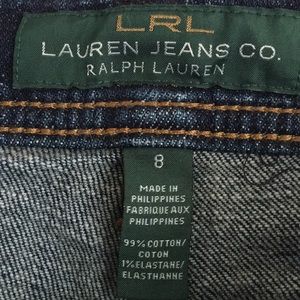 LRL
LAUREN JEANS CO.
RALPH LAUREN
8
MADE IN
PHILIPPINES
FABRIQUE AUX
PHILIPPINES
99% COTTON/
COTON
1% ELASTANE/
ELASTHANNE